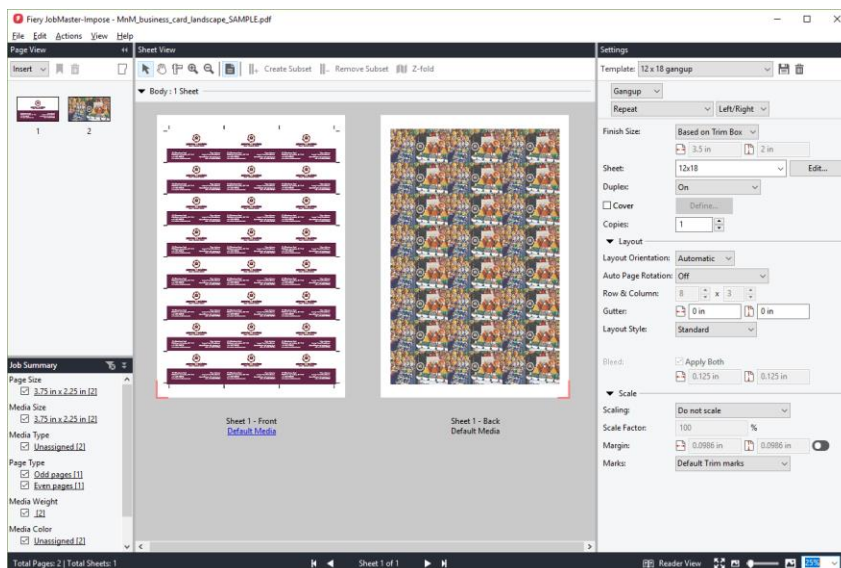 Fiery JobMaster-Impose - MnM_business_card_landscape_SAMPLE.pdf
File Edit Actions View Help
Page View
Insert
1 2
Job Summary
Page Size
3.75 in x 2.25 in [2]
Media Size
3.75 in x 2.25 in [2]
Media Type
Unassigned [2]
Page Type
Odd pages [1]
Even pages [1]
Media Weight
[2]
Media Color
Unassigned [2]
Sheet View
Create Subset Remove Subset Z-fold
Body : 1 Sheet
Sheet 1 - Front
Default Media
Sheet 1 - Back
Default Media
Settings
Template: 12 x 18 gangup
Gangup
Repeat Left/Right
Finish Size: Based on Trim Box
3.5 in 2 in
Sheet: 12x18 Edit...
Duplex: On
Cover Define...
Copies: 1
Layout
Layout Orientation: Automatic
Auto Page Rotation: Off
Row & Column: 8 x 3
Gutter: 0 in 0 in
Layout Style: Standard
Bleed: Apply Both
0.125 in 0.125 in
Scale
Scaling: Do not scale
Scale Factor: 100 %
Margin: 0.0986 in 0.0986 in
Marks: Default Trim marks
Total Pages: 2 | Total Sheets: 1 Sheet 1 of 1 Reader View 25%